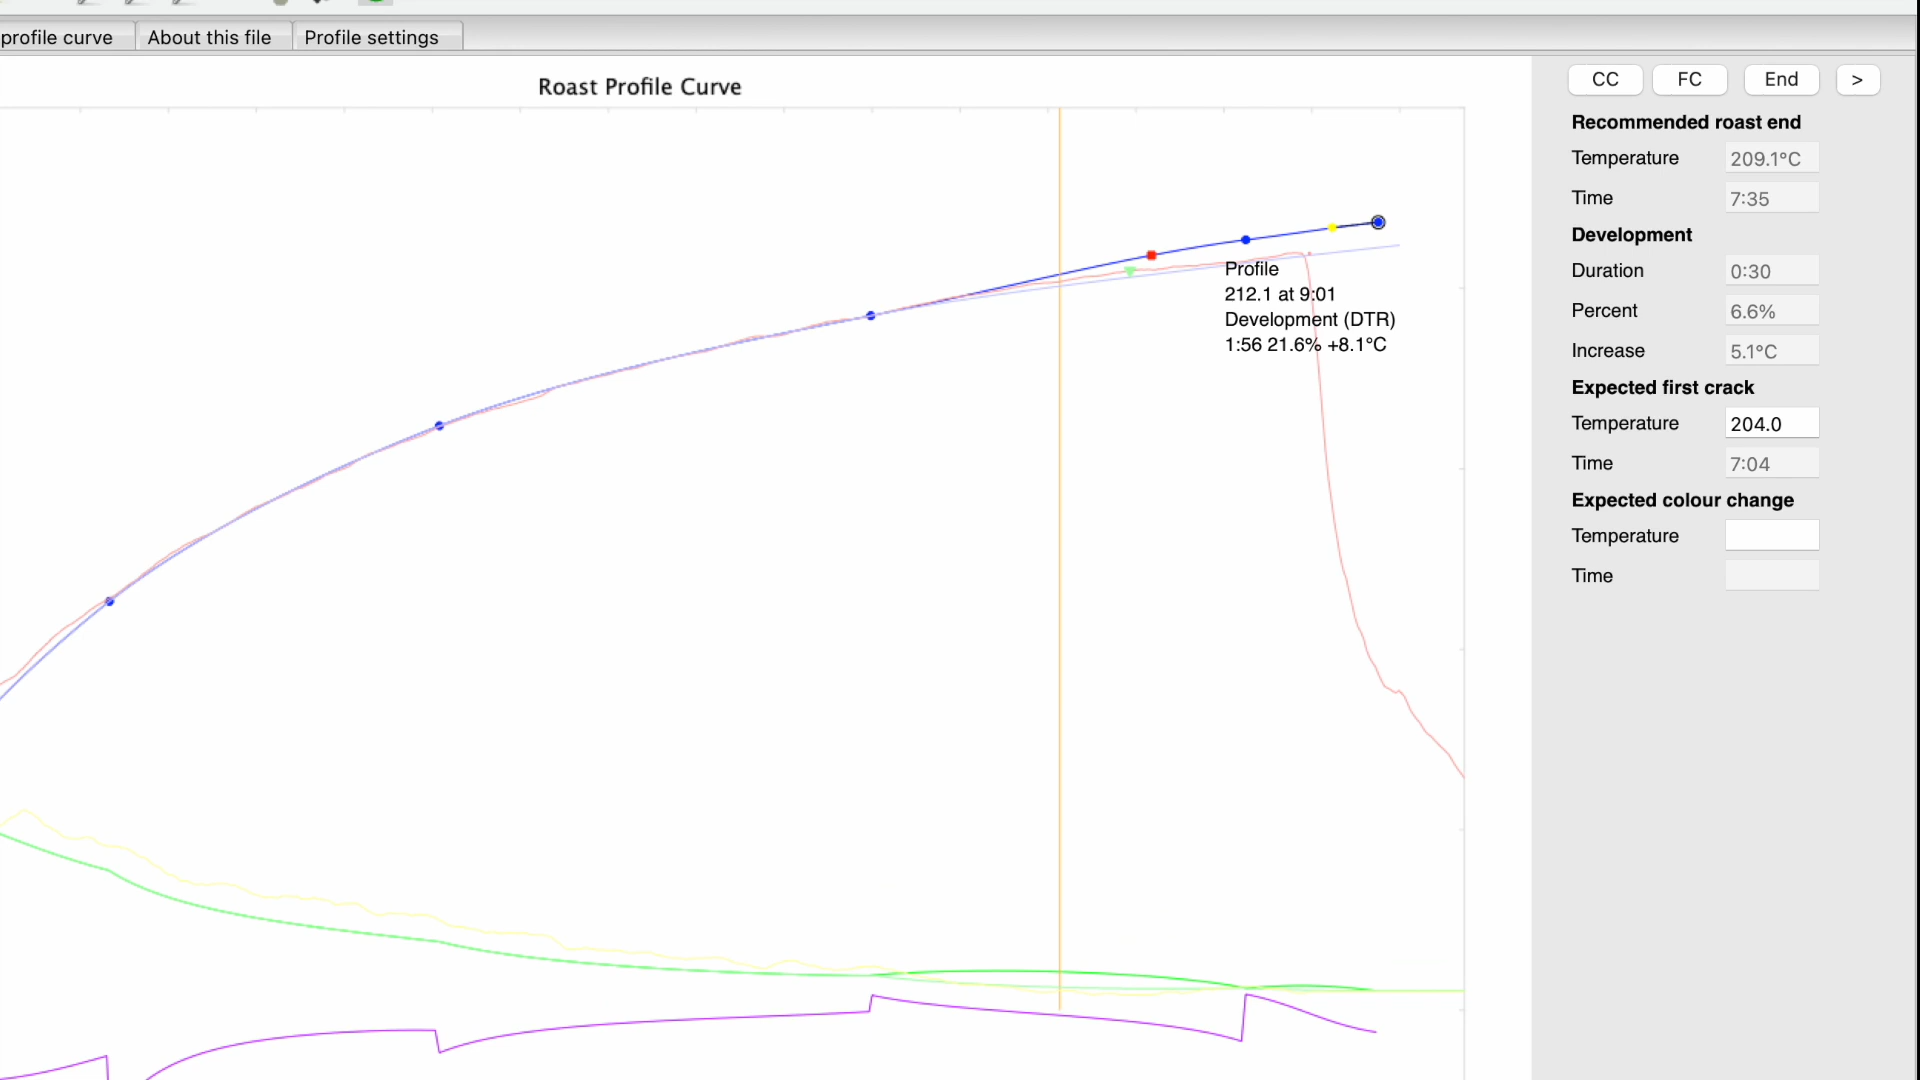 profile curve
About this file
Profile settings
Roast Profile Curve
CC
FC
End
>
Recommended roast end
Temperature 209.1°C
Time 7:35
Development
Duration 0:30
Percent 6.6%
Increase 5.1°C
Expected first crack
Temperature 204.0
Time 7:04
Expected colour change
Temperature
Time
Profile
212.1 at 9:01
Development (DTR)
1:56 21.6% +8.1°C